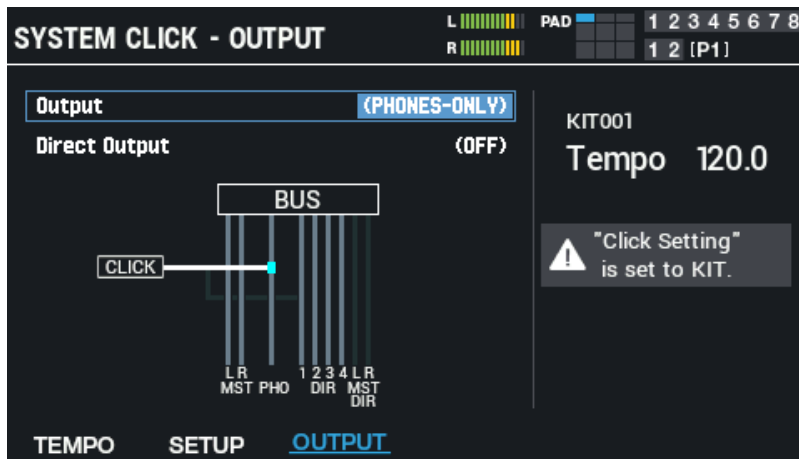 SYSTEM CLICK - OUTPUT
L
R
PAD
1 2 3 4 5 6 7 8
1 2 [P1]
Output (PHONES-ONLY)
Direct Output (OFF)
BUS
CLICK
L R 1 2 3 4 L R
MST PHO DIR MST
DIR
KIT001
Tempo 120.0
"Click Setting"
is set to KIT.
TEMPO SETUP OUTPUT